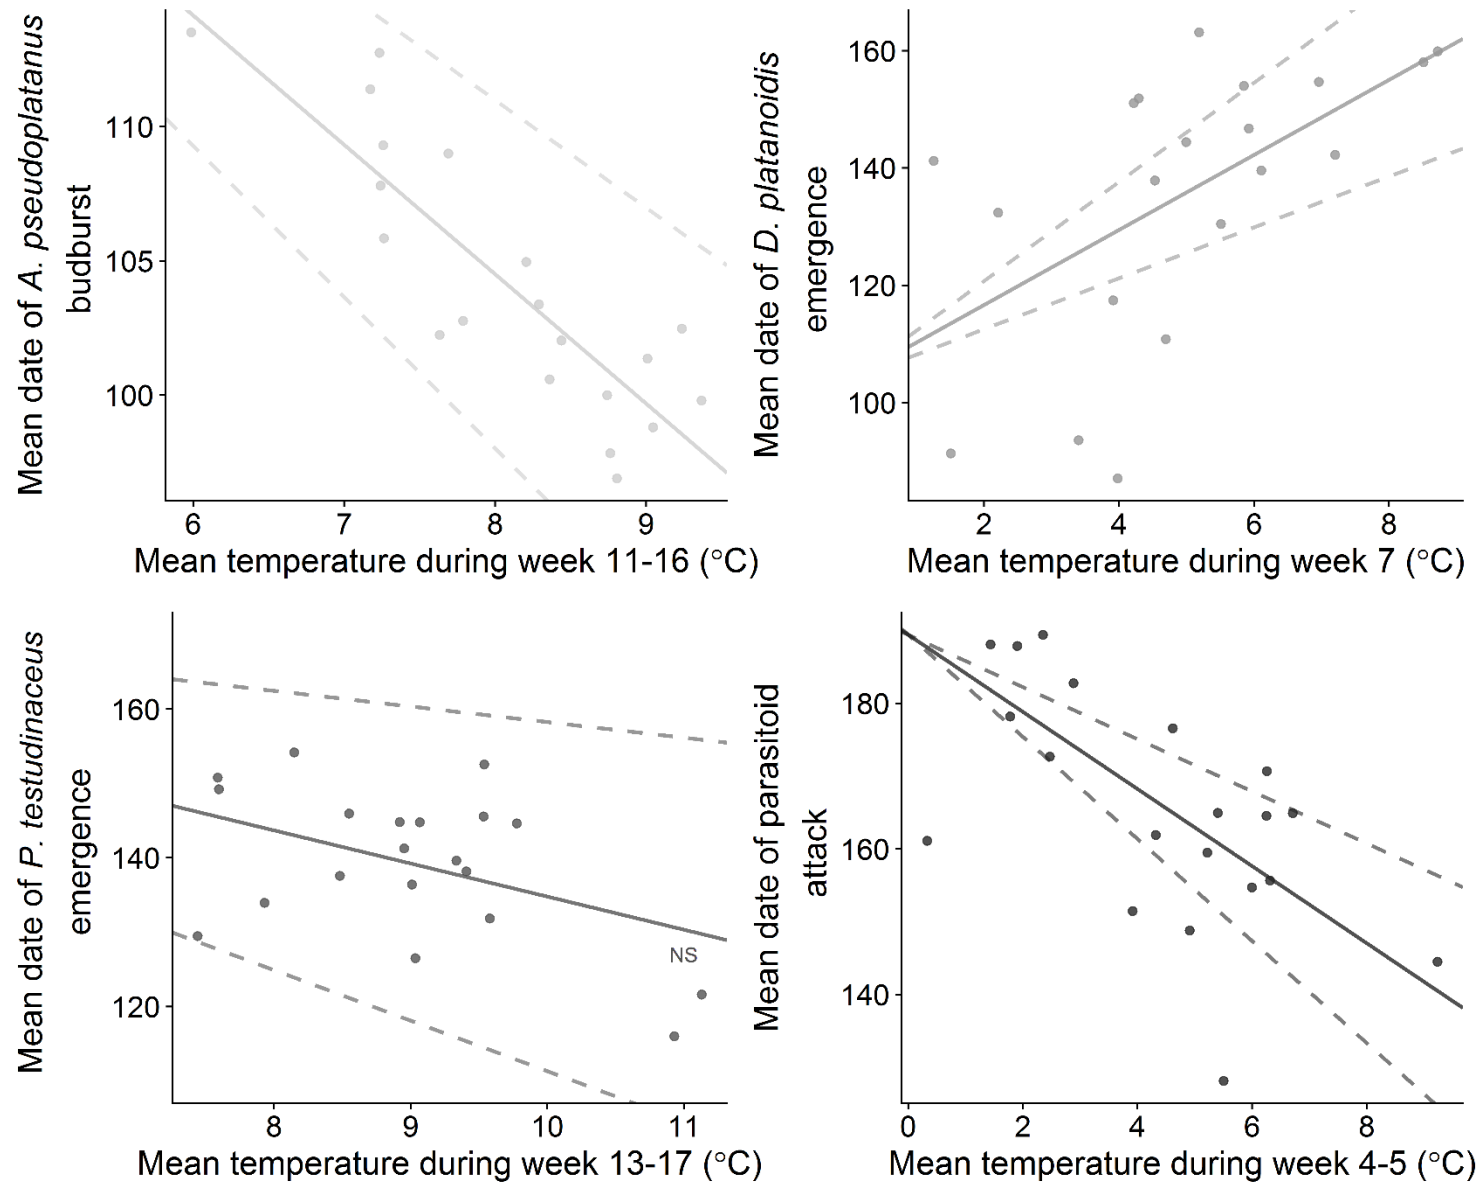 Mean date of A. pseudoplatanus
budburst
110
105
100
6 7 8 9
Mean temperature during week 11-16 (°C)
Mean date of D. platanoidis
emergence
160
140
120
100
2 4 6 8
Mean temperature during week 7 (°C)
Mean date of P. testudinaceus
emergence
160
140
120
NS
8 9 10 11
Mean temperature during week 13-17 (°C)
Mean date of parasitoid
attack
180
160
140
0 2 4 6 8
Mean temperature during week 4-5 (°C)